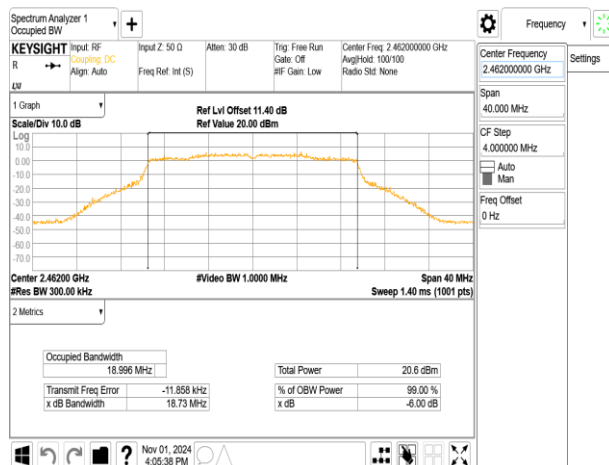 Spectrum Analyzer 1
Occupied BW
▼
+
Frequency
▼
KEYSIGHT
R
LXI
Input: RF
Coupling: DC
Align: Auto
Input Z: 50 Ω
Freq Ref: Int (S)
Atten: 30 dB
Trig: Free Run
Gate: Off
#IF Gain: Low
Center Freq: 2.462000000 GHz
Avg|Hold: 100/100
Radio Std: None
Center Frequency
2.462000000 GHz
Settings
Span
40.000 MHz
CF Step
4.000000 MHz
Auto
Man
Freq Offset
0 Hz
1 Graph
▼
Scale/Div 10.0 dB
Ref Lvl Offset 11.40 dB
Ref Value 20.00 dBm
Log
10.0
0.00
-10.0
-20.0
-30.0
-40.0
-50.0
-60.0
-70.0
Center 2.46200 GHz
#Res BW 300.00 kHz
#Video BW 1.0000 MHz
Span 40 MHz
Sweep 1.40 ms (1001 pts)
2 Metrics
▼
Occupied Bandwidth
18.996 MHz
Transmit Freq Error -11.858 kHz
x dB Bandwidth 18.73 MHz
Total Power 20.6 dBm
% of OBW Power 99.00 %
x dB -6.00 dB
?
Nov 01, 2024
4:05:38 PM